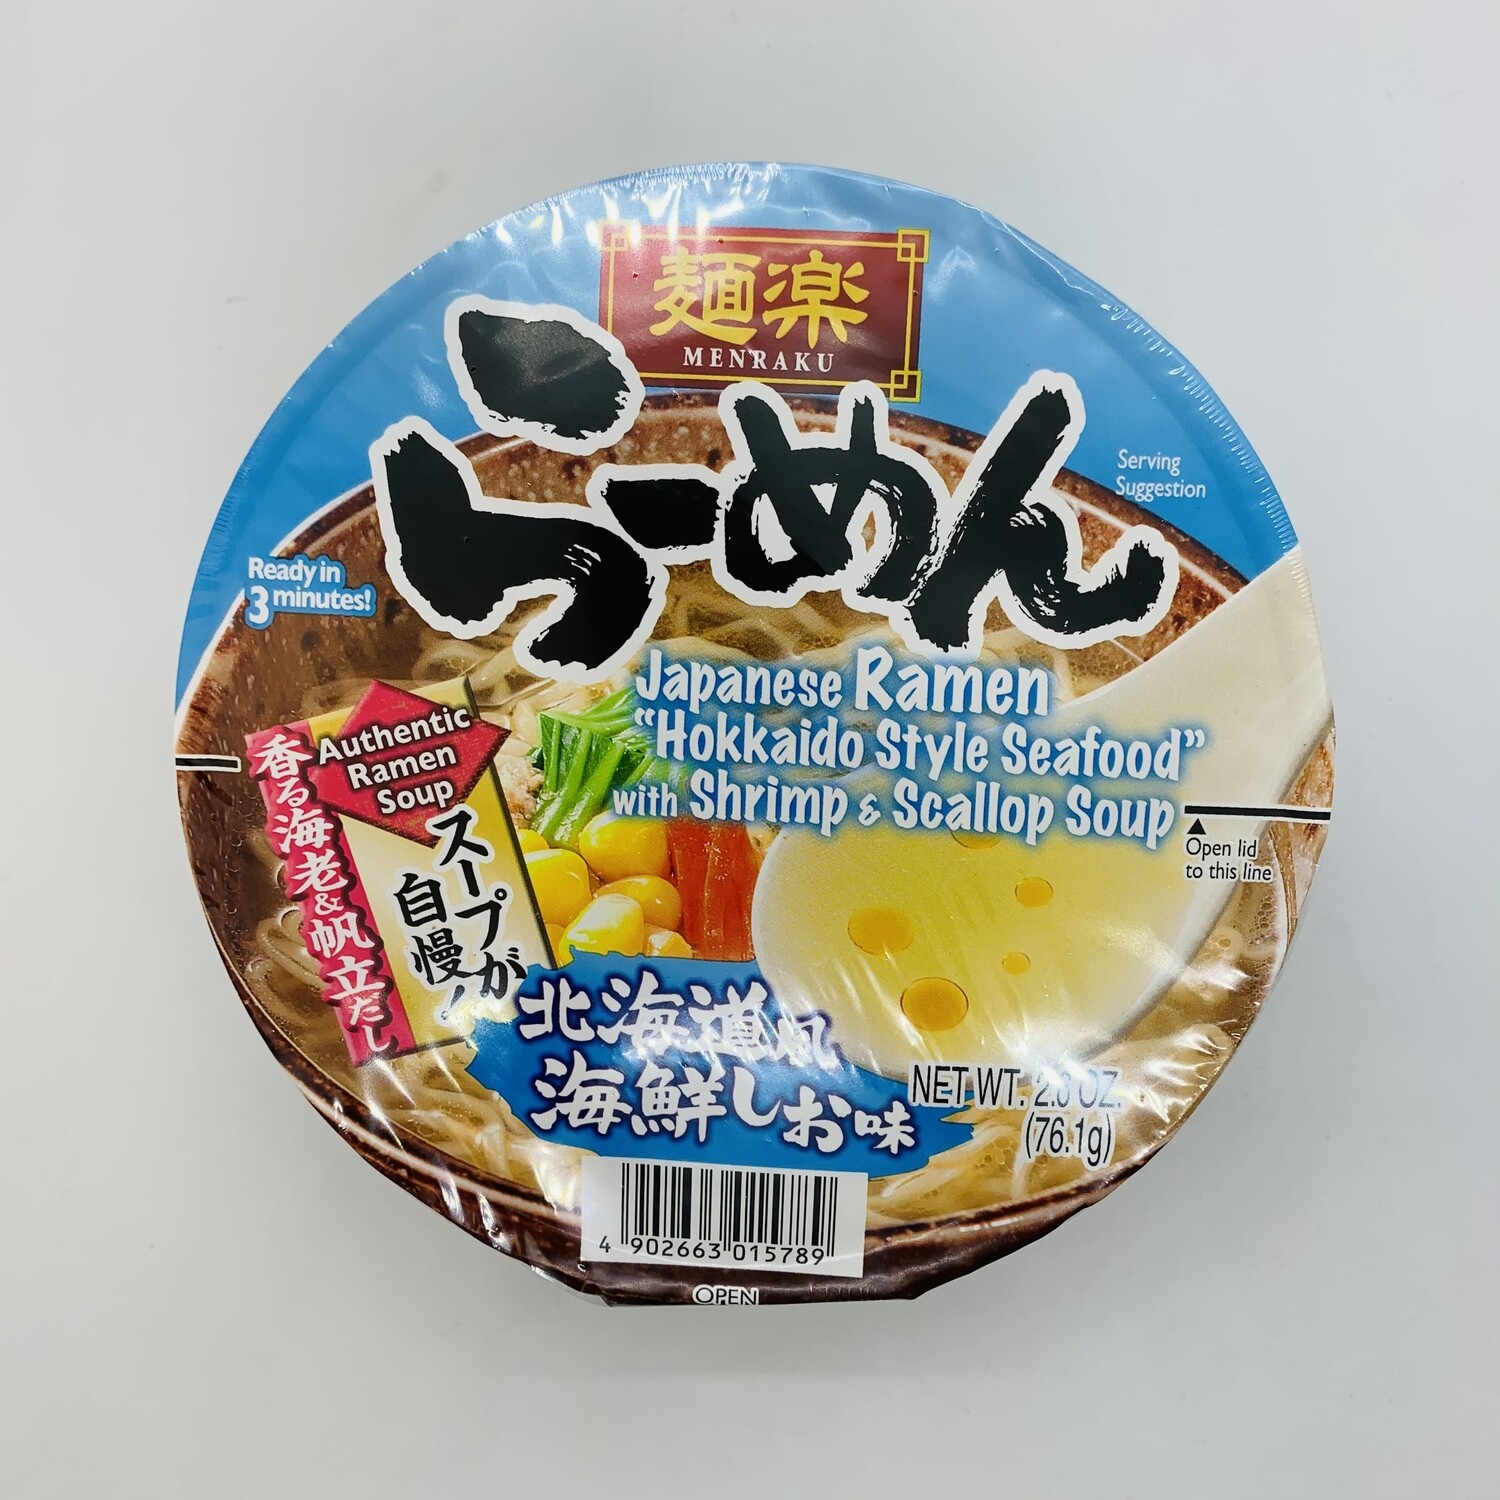 麺楽
MENRAKU
らーめん
Serving
Suggestion
Ready in
3 minutes!
Japanese Ramen
“Hokkaido Style Seafood”
with Shrimp & Scallop Soup
Authentic
Ramen
Soup
香る海老&帆立だし
スープが
自慢!
Open lid
to this line
北海道風
海鮮しお味
NET WT. 2.6 OZ.
(76.1g)
4 902663 015789
OPEN